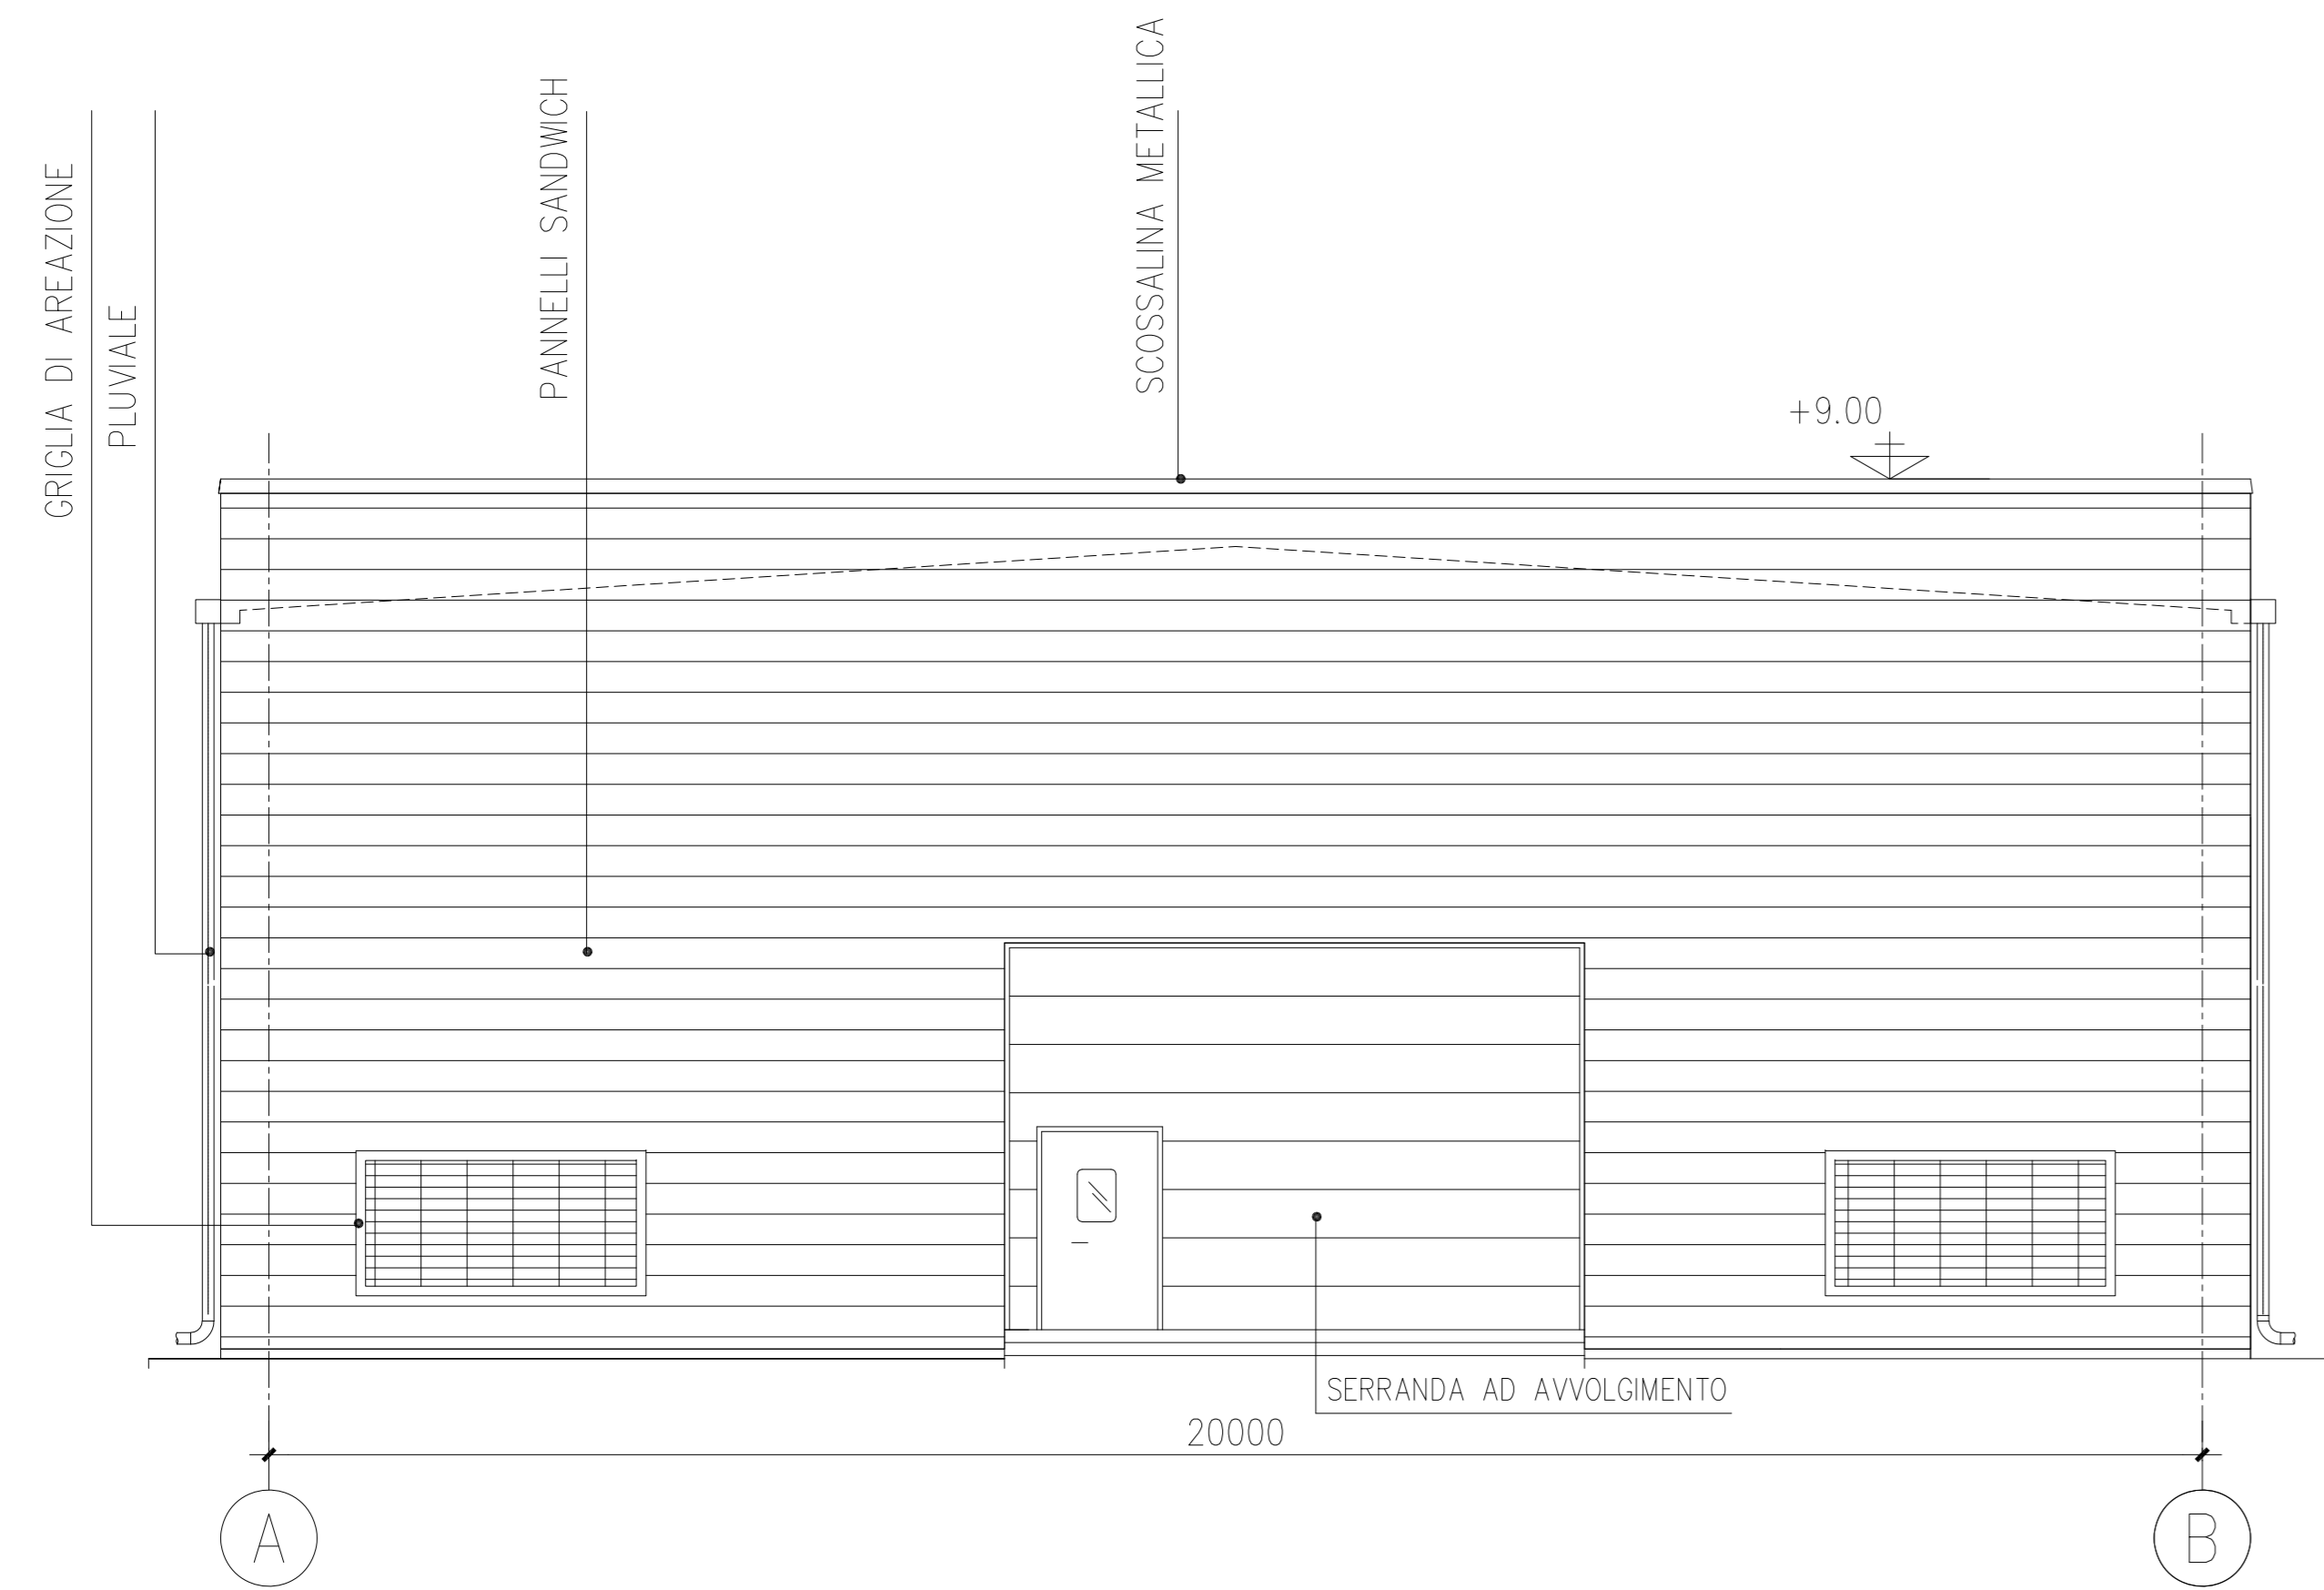 GRIGLIA DI AREAZIONE
PLUVIALE
PANNELLI SANDWICH
SCOSSALINA METALLICA
+9.00
SERRANDA AD AVVOLGIMENTO
20000
A
B